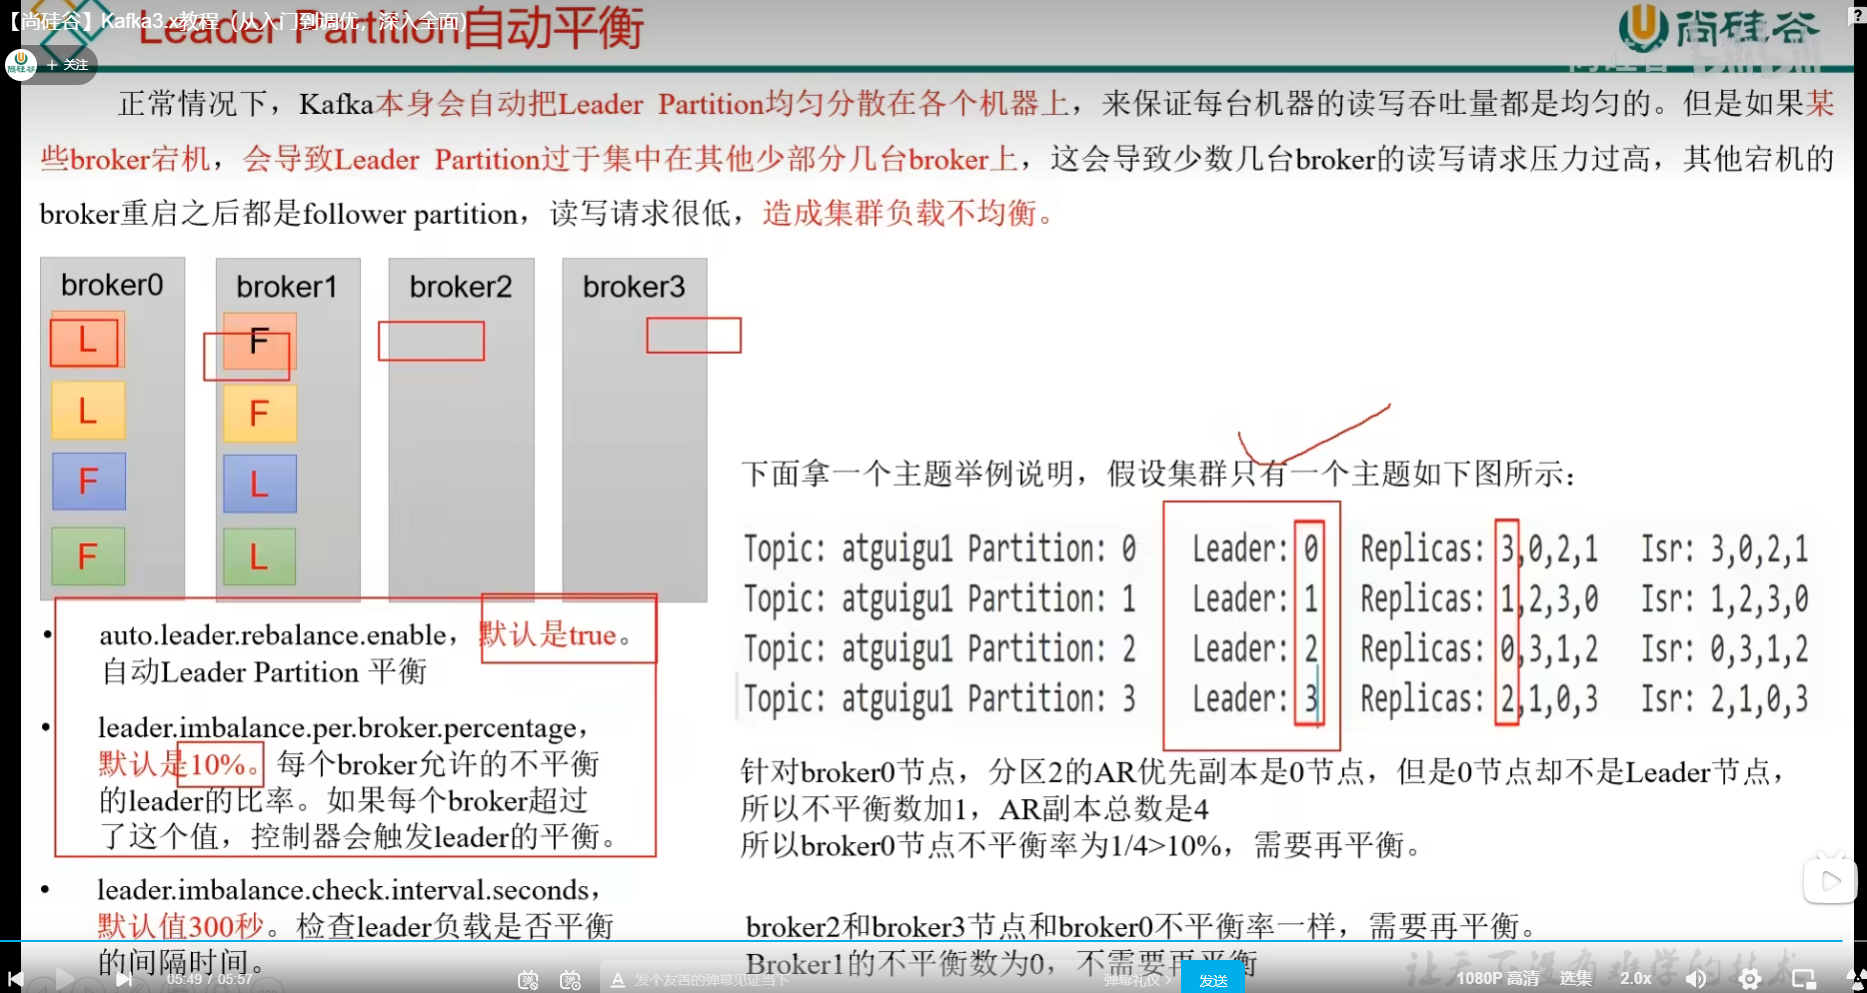 【尚硅谷】Kafka3.x教程（从入门到调优，深入全面）
Leader Partition自动平衡
尚硅谷
?
尚硅谷
+ 关注
正常情况下，Kafka本身会自动把Leader Partition均匀分散在各个机器上，来保证每台机器的读写吞吐量都是均匀的。但是如果某
些broker宕机，会导致Leader Partition过于集中在其他少部分几台broker上，这会导致少数几台broker的读写请求压力过高，其他宕机的
broker重启之后都是follower partition，读写请求很低，造成集群负载不均衡。
broker0 broker1 broker2 broker3
L F
L F
F L
F L
下面拿一个主题举例说明，假设集群只有一个主题如下图所示：
Topic: atguigu1 Partition: 0 Leader: 0 Replicas: 3,0,2,1 Isr: 3,0,2,1
Topic: atguigu1 Partition: 1 Leader: 1 Replicas: 1,2,3,0 Isr: 1,2,3,0
Topic: atguigu1 Partition: 2 Leader: 2 Replicas: 0,3,1,2 Isr: 0,3,1,2
Topic: atguigu1 Partition: 3 Leader: 3 Replicas: 2,1,0,3 Isr: 2,1,0,3
• auto.leader.rebalance.enable，默认是true。
自动Leader Partition 平衡
• leader.imbalance.per.broker.percentage，
默认是10%。每个broker允许的不平衡
的leader的比率。如果每个broker超过
了这个值，控制器会触发leader的平衡。
• leader.imbalance.check.interval.seconds，
默认值300秒。检查leader负载是否平衡
的间隔时间。
针对broker0节点，分区2的AR优先副本是0节点，但是0节点却不是Leader节点，
所以不平衡数加1，AR副本总数是4
所以broker0节点不平衡率为1/4>10%，需要再平衡。
broker2和broker3节点和broker0不平衡率一样，需要再平衡。
Broker1的不平衡数为0，不需要再平衡
让天下没有难学的技术
05:49 / 05:57
发个友善的弹幕见证当下
弹幕礼仪 >
发送
1080P 高清
选集
2.0x